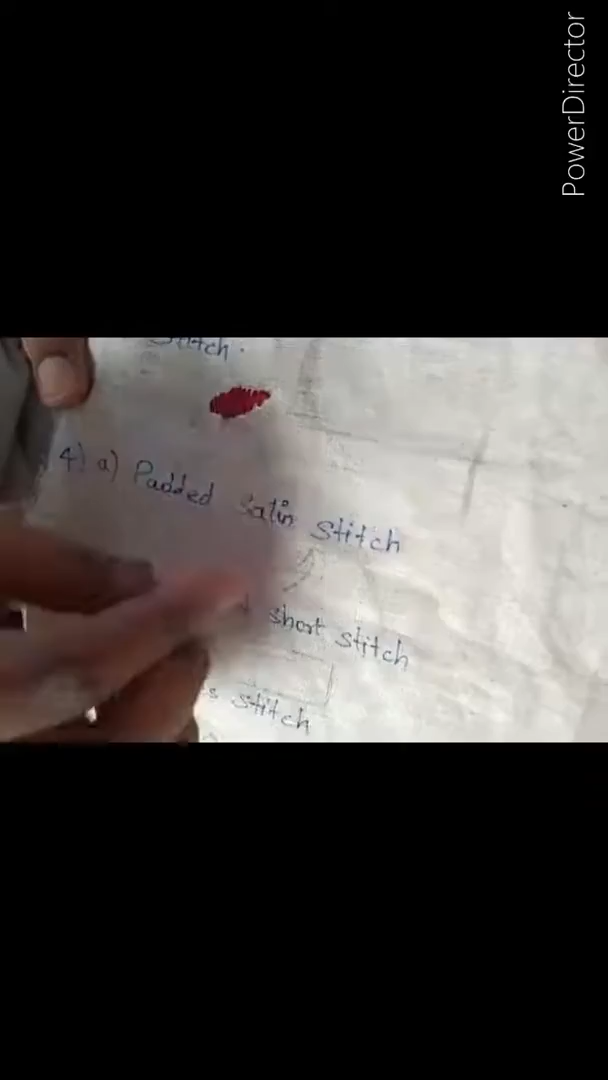 PowerDirector
stitch.
4) a) Padded Satin stitch
short stitch
stitch